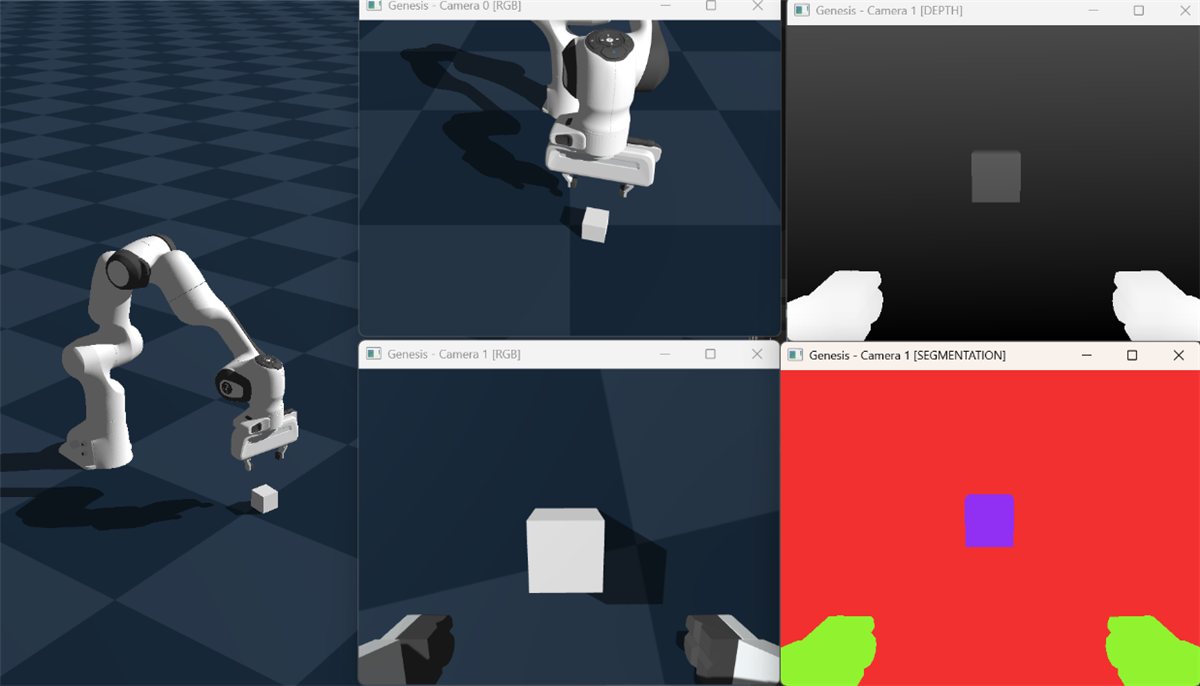 Genesis - Camera 0 [RGB]
Genesis - Camera 1 [DEPTH]
Genesis - Camera 1 [RGB]
Genesis - Camera 1 [SEGMENTATION]